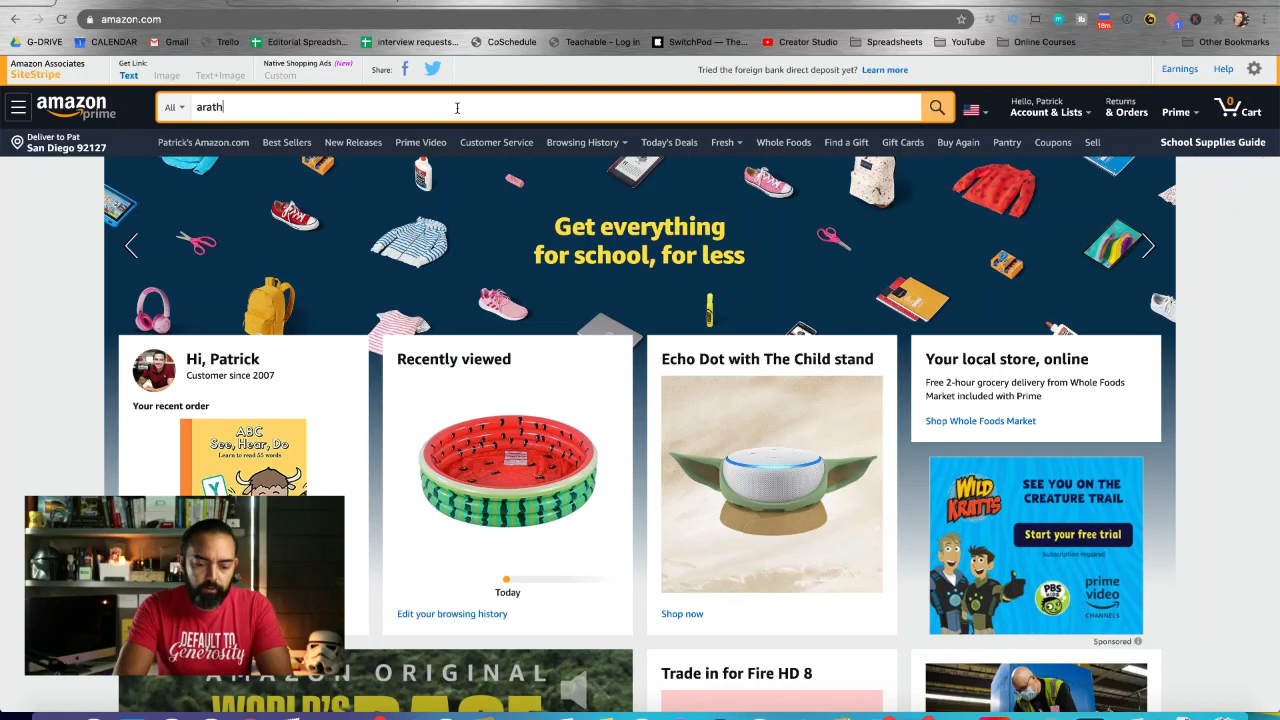 amazon.com
18m
1
G-DRIVE
CALENDAR
Gmail
Trello
Editorial Spreadsh...
interview requests...
CoSchedule
Teachable - Log in
SwitchPod — The...
Creator Studio
Spreadsheets
YouTube
Online Courses
Other Bookmarks
Amazon Associates
SiteStripe
Get Link:
Text
Image
Text+Image
Native Shopping Ads (New)
Custom
Share:
Tried the foreign bank direct deposit yet? Learn more
Earnings
Help
amazon
prime
All
arath
Hello, Patrick
Account & Lists
Returns
& Orders
Prime
0
Cart
Deliver to Pat
San Diego 92127
Patrick's Amazon.com
Best Sellers
New Releases
Prime Video
Customer Service
Browsing History
Today's Deals
Fresh
Whole Foods
Find a Gift
Gift Cards
Buy Again
Pantry
Coupons
Sell
School Supplies Guide
Get everything
for school, for less
Hi, Patrick
Customer since 2007
Your recent order
ABC
See, Hear, Do
Learn to read 55 words
Y
Recently viewed
Today
Edit your browsing history
Echo Dot with The Child stand
Shop now
Your local store, online
Free 2-hour grocery delivery from Whole Foods
Market included with Prime
Shop Whole Foods Market
WILD
KRATTS
SEE YOU ON THE
CREATURE TRAIL
Start your free trial
Subscription required
PBS
KIDS
prime video
CHANNELS
Sponsored
DEFAULT TO
Generosity
AMAZON ORIGINAL
Trade in for Fire HD 8